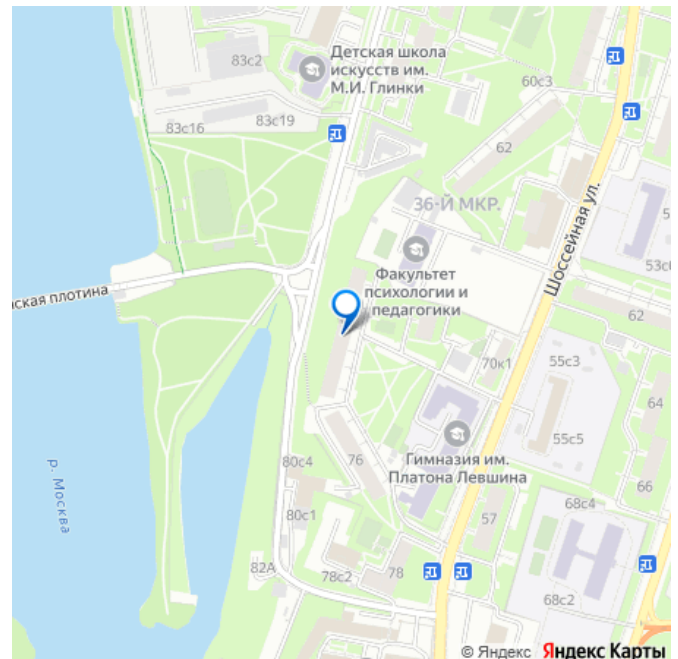 83с2
Детская школа
искусств им.
М.И. Глинки
60с3
83с16
83с19
62
36-Й МКР.
Шоссейная ул.
53с6
Факультет
психологии и
педагогики
нская плотина
62
70к1
55с3
64
55с5
76
Гимназия им.
Платона Левшина
80с4
66
р. Москва
68с4
80с1
57
82А
78с2
78
68с2
© Яндекс Яндекс Карты